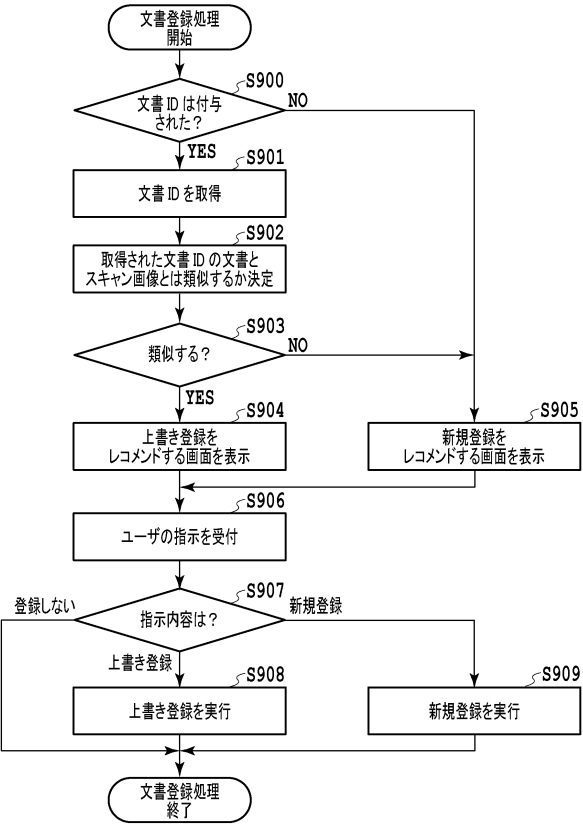 文書登録処理
開始
S900
文書 ID は付与
された？
NO
YES
S901
文書 ID を取得
S902
取得された文書 ID の文書と
スキャン画像とは類似するか決定
S903
類似する？
NO
YES
S904
上書き登録を
レコメンドする画面を表示
S905
新規登録を
レコメンドする画面を表示
S906
ユーザの指示を受付
S907
登録しない
指示内容は？
新規登録
上書き登録
S908
上書き登録を実行
S909
新規登録を実行
文書登録処理
終了